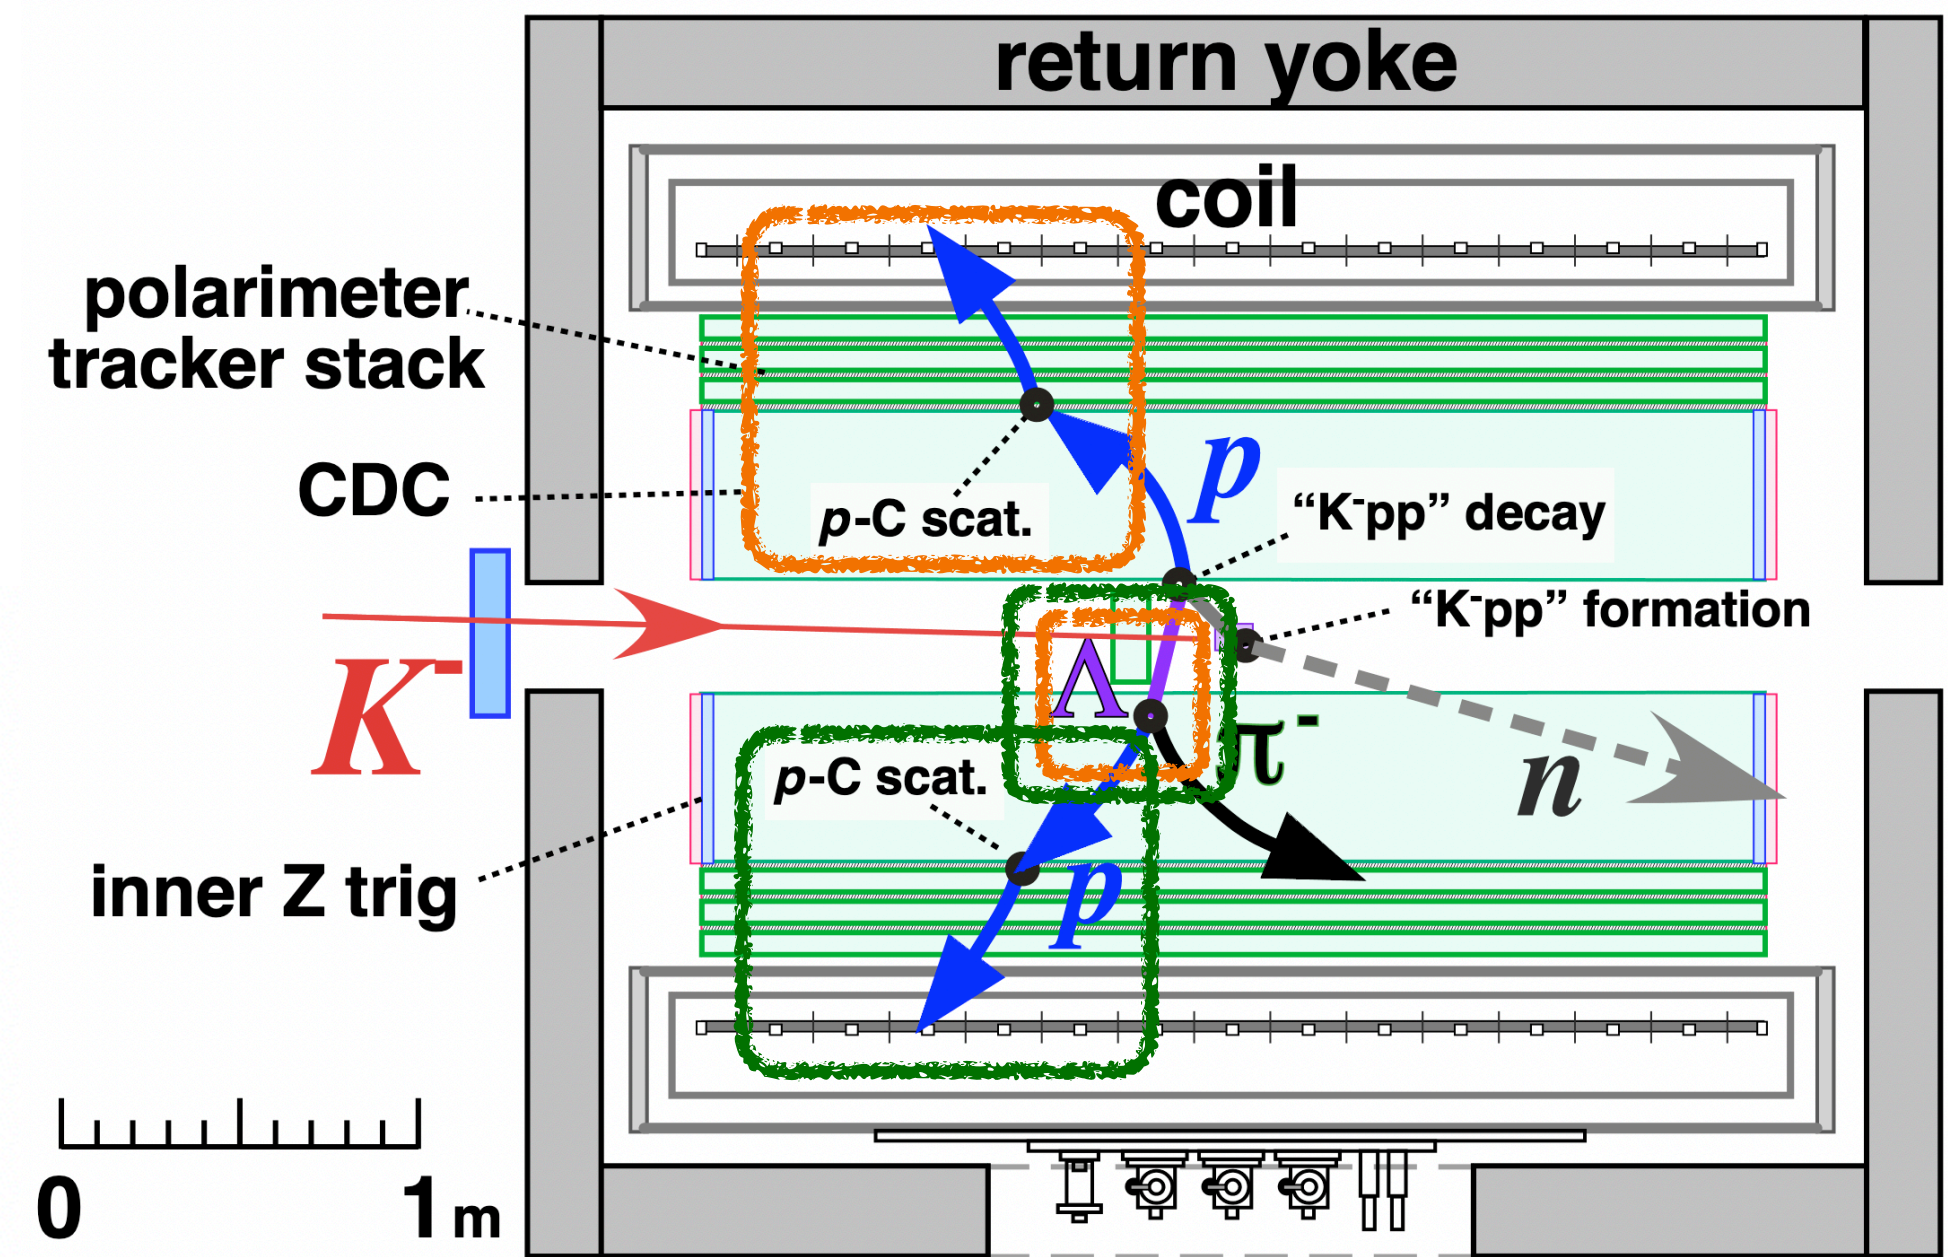 return yoke
coil
polarimeter
tracker stack
CDC
p-C scat.
p
“K-pp” decay
“K-pp” formation
K-
Λ
π-
n
p-C scat.
p
inner Z trig
0
1 m